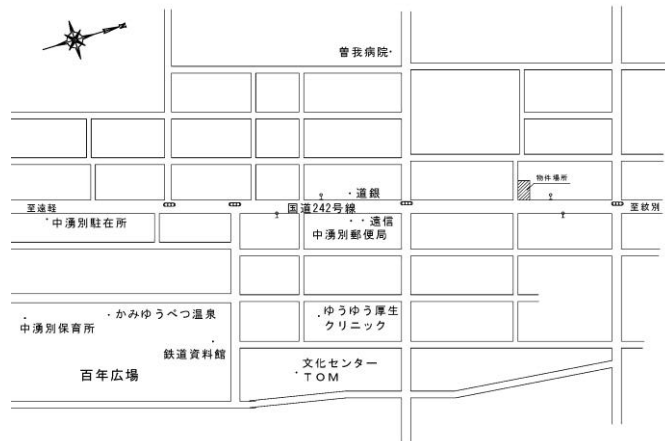 曽我病院
物件場所
・道銀
至遠軽
国道242号線
至紋別
・中湧別駐在所
・・遠信
中湧別郵便局
・かみゆうべつ温泉
中湧別保育所
ゆうゆう厚生
クリニック
鉄道資料館
百年広場
文化センター
・TOM